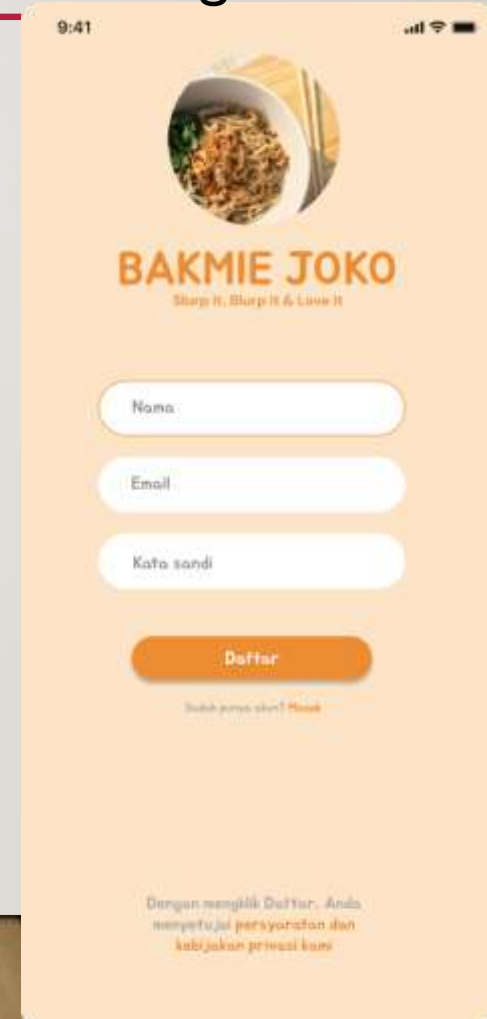 9:41
BAKMIE JOKO
Slurp it, Blurp it & Love it
Nama
Email
Kata sandi
Daftar
Sudah punya akun? Masuk
Dengan mengklik Daftar, Anda
menyetujui persyaratan dan
kebijakan privasi kami